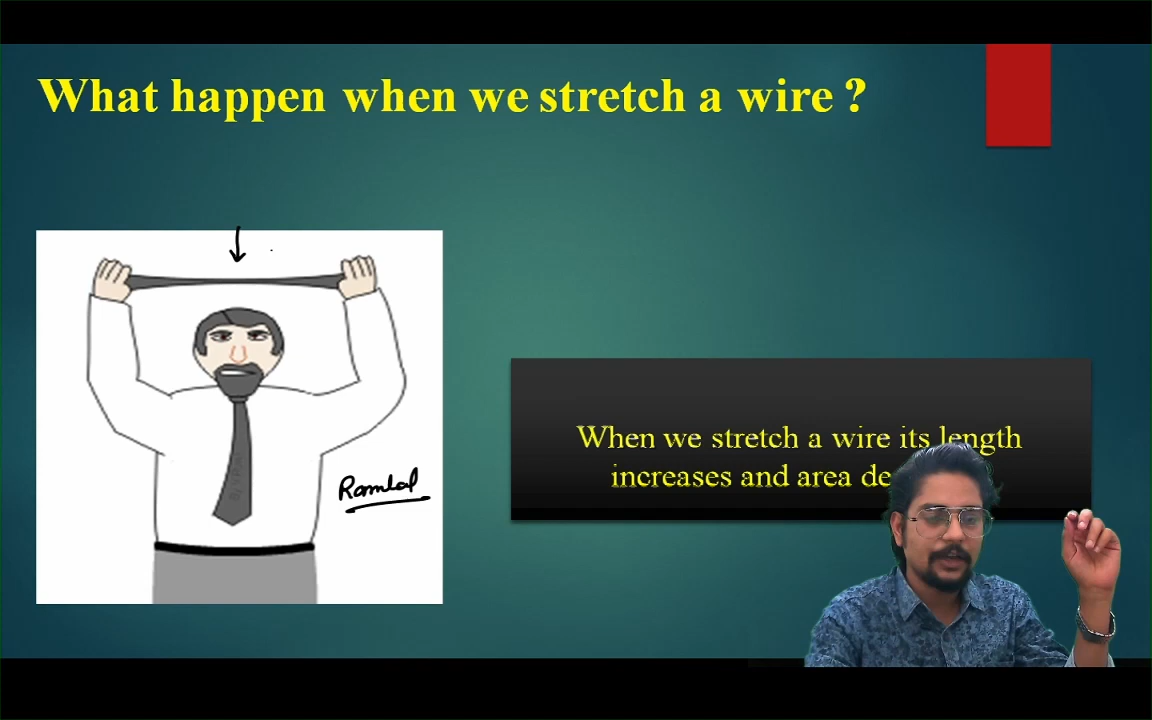 What happen when we stretch a wire ?
Ramlal
When we stretch a wire its length
increases and area de